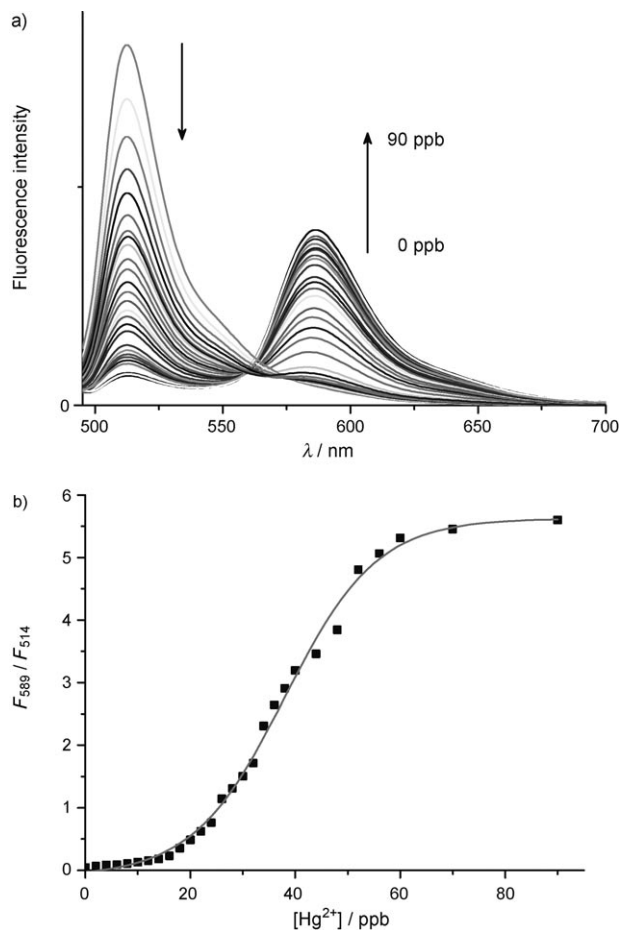 a)
Fluorescence intensity
90 ppb
0 ppb
0
500 550 600 650 700
λ / nm
b)
6
5
4
3
2
1
0
F589 / F514
0 20 40 60 80
[Hg2+] / ppb